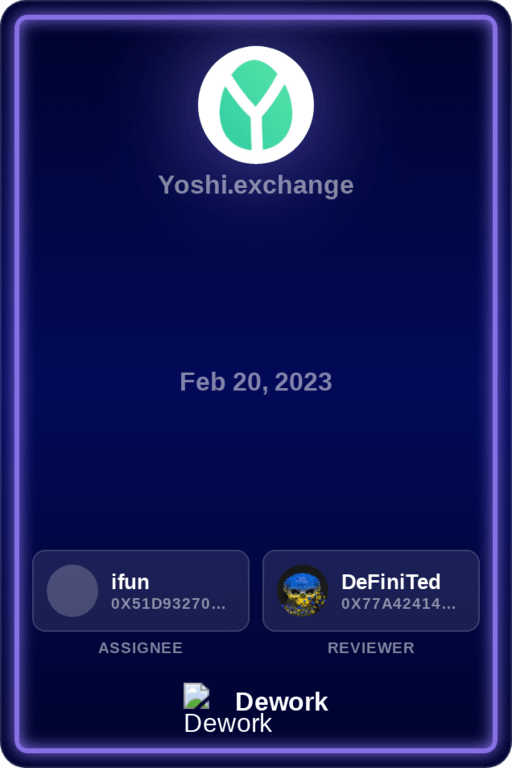 Yoshi.exchange
Feb 20, 2023
ifun
0X51D93270...
DeFiniTed
0X77A42414...
ASSIGNEE
REVIEWER
Dework
Dework